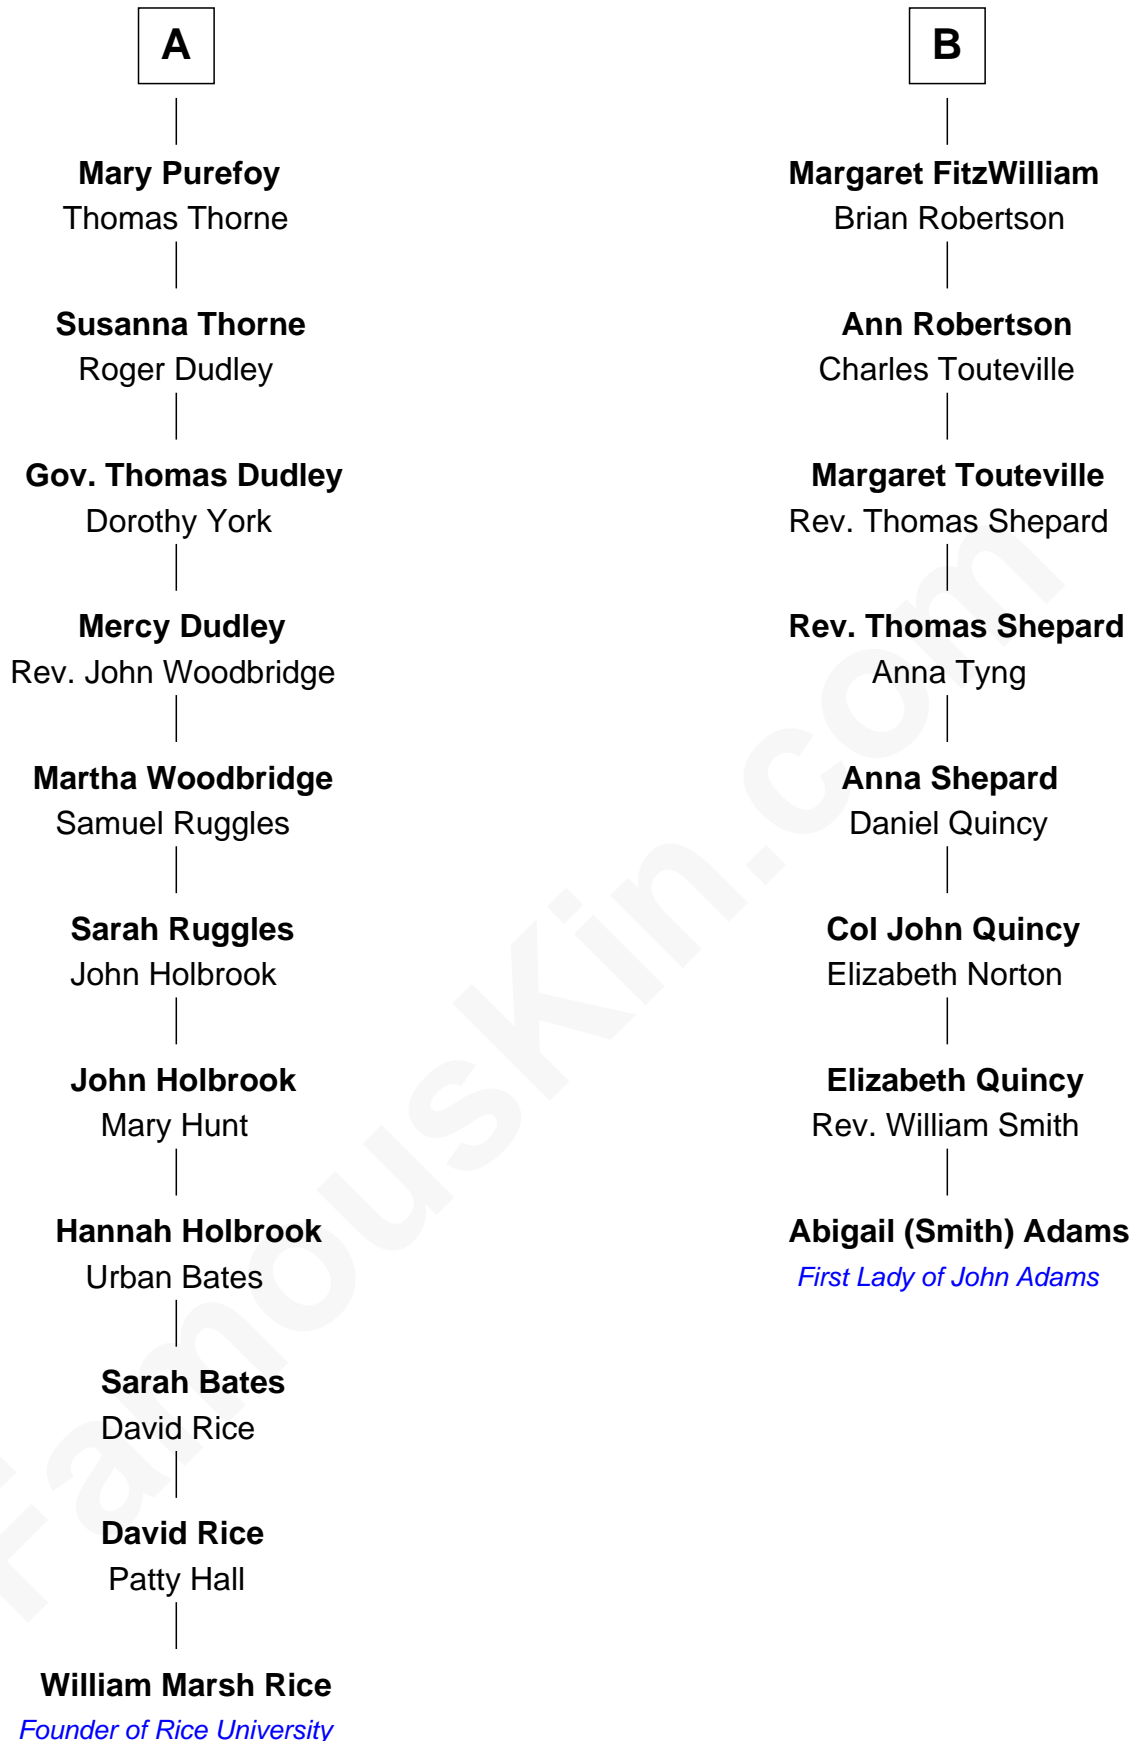 A
Mary Purefoy
Thomas Thorne
Susanna Thorne
Roger Dudley
Gov. Thomas Dudley
Dorothy York
Mercy Dudley
Rev. John Woodbridge
Martha Woodbridge
Samuel Ruggles
Sarah Ruggles
John Holbrook
John Holbrook
Mary Hunt
Hannah Holbrook
Urban Bates
Sarah Bates
David Rice
David Rice
Patty Hall
William Marsh Rice
Founder of Rice University
B
Margaret FitzWilliam
Brian Robertson
Ann Robertson
Charles Touteville
Margaret Touteville
Rev. Thomas Shepard
Rev. Thomas Shepard
Anna Tyng
Anna Shepard
Daniel Quincy
Col John Quincy
Elizabeth Norton
Elizabeth Quincy
Rev. William Smith
Abigail (Smith) Adams
First Lady of John Adams
FamousKin.com